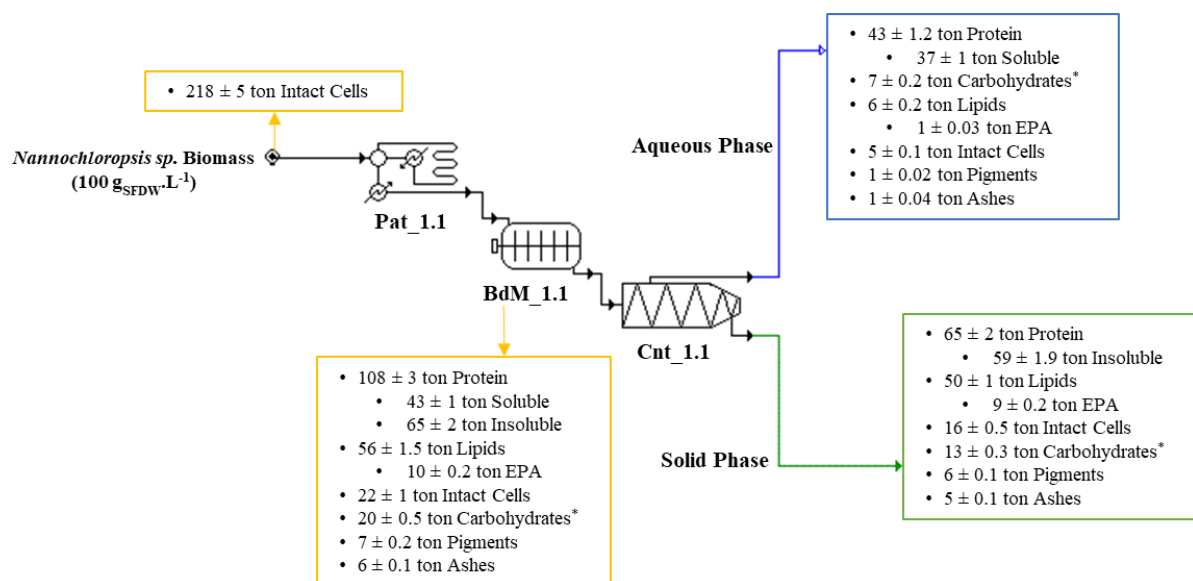 • 218 ± 5 ton Intact Cells
Nannochloropsis sp. Biomass
(100 gSFDW.L-1)
Pat_1.1
BdM_1.1
Cnt_1.1
• 108 ± 3 ton Protein
• 43 ± 1 ton Soluble
• 65 ± 2 ton Insoluble
• 56 ± 1.5 ton Lipids
• 10 ± 0.2 ton EPA
• 22 ± 1 ton Intact Cells
• 20 ± 0.5 ton Carbohydrates*
• 7 ± 0.2 ton Pigments
• 6 ± 0.1 ton Ashes
Aqueous Phase
• 43 ± 1.2 ton Protein
• 37 ± 1 ton Soluble
• 7 ± 0.2 ton Carbohydrates*
• 6 ± 0.2 ton Lipids
• 1 ± 0.03 ton EPA
• 5 ± 0.1 ton Intact Cells
• 1 ± 0.02 ton Pigments
• 1 ± 0.04 ton Ashes
Solid Phase
• 65 ± 2 ton Protein
• 59 ± 1.9 ton Insoluble
• 50 ± 1 ton Lipids
• 9 ± 0.2 ton EPA
• 16 ± 0.5 ton Intact Cells
• 13 ± 0.3 ton Carbohydrates*
• 6 ± 0.1 ton Pigments
• 5 ± 0.1 ton Ashes